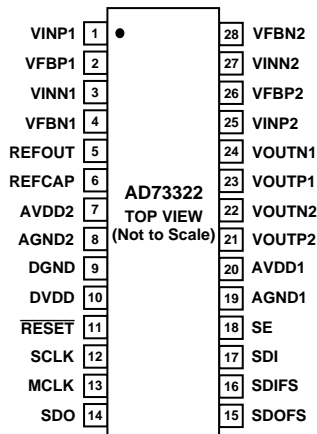 VINP1 1 28 VFBN2
VFBP1 2 27 VINN2
VINN1 3 26 VFBP2
VFBN1 4 25 VINP2
REFOUT 5 24 VOUTN1
REFCAP 6 23 VOUTP1
AVDD2 7 22 VOUTN2
AGND2 8 21 VOUTP2
DGND 9 20 AVDD1
DVDD 10 19 AGND1
RESET 11 18 SE
SCLK 12 17 SDI
MCLK 13 16 SDIFS
SDO 14 15 SDOFS
AD73322
TOP VIEW
(Not to Scale)